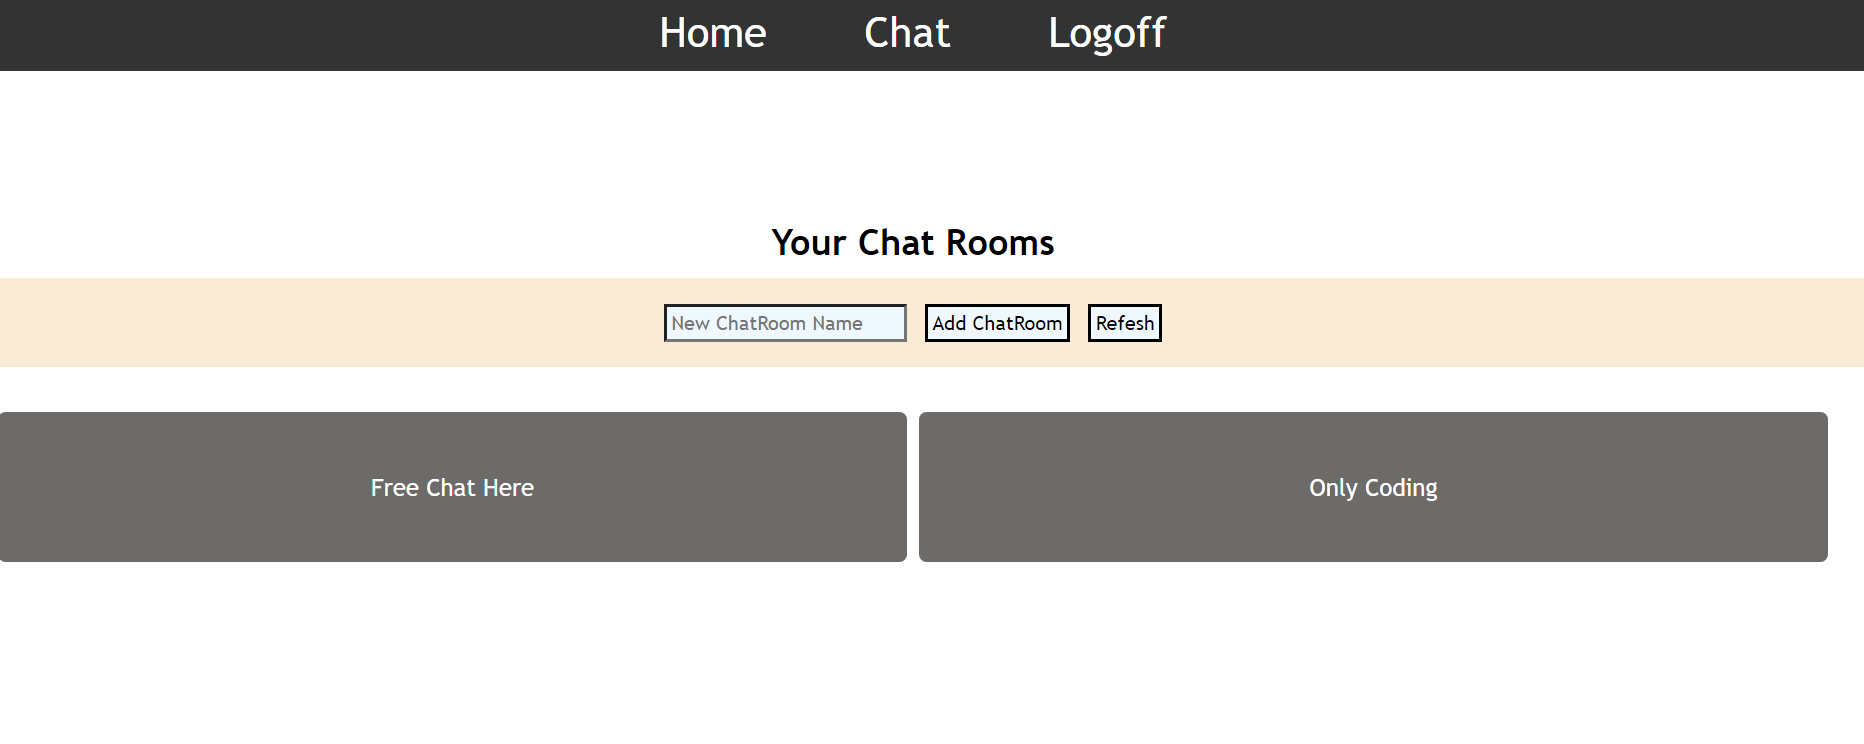 Home Chat Logoff
Your Chat Rooms
New ChatRoom Name Add ChatRoom Refesh
Free Chat Here Only Coding